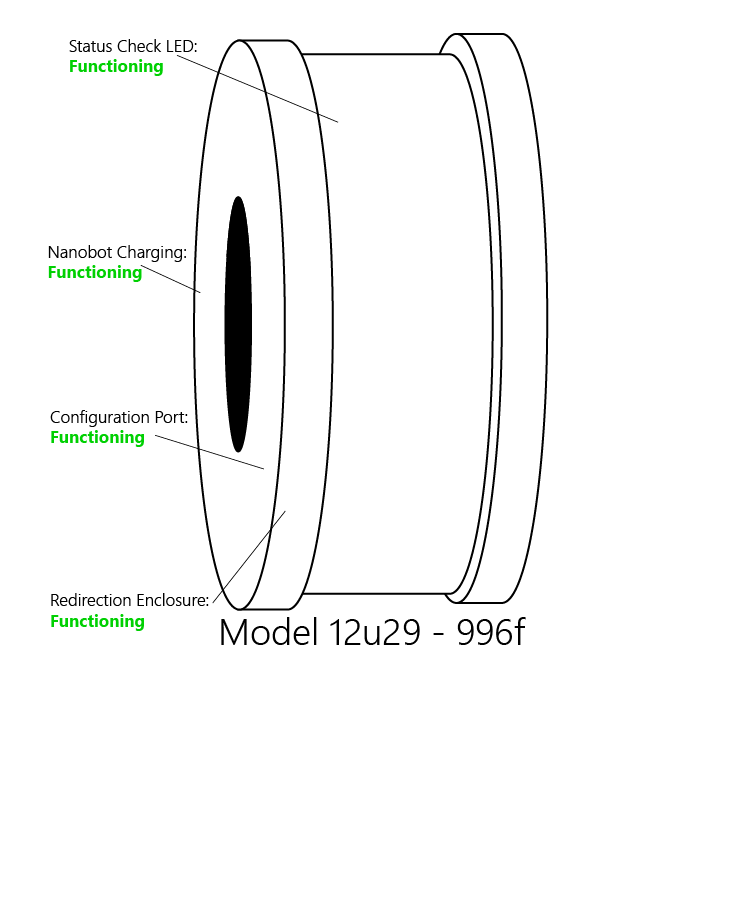 Status Check LED:
Functioning
Nanobot Charging:
Functioning
Configuration Port:
Functioning
Redirection Enclosure:
Functioning
Model 12u29 - 996f